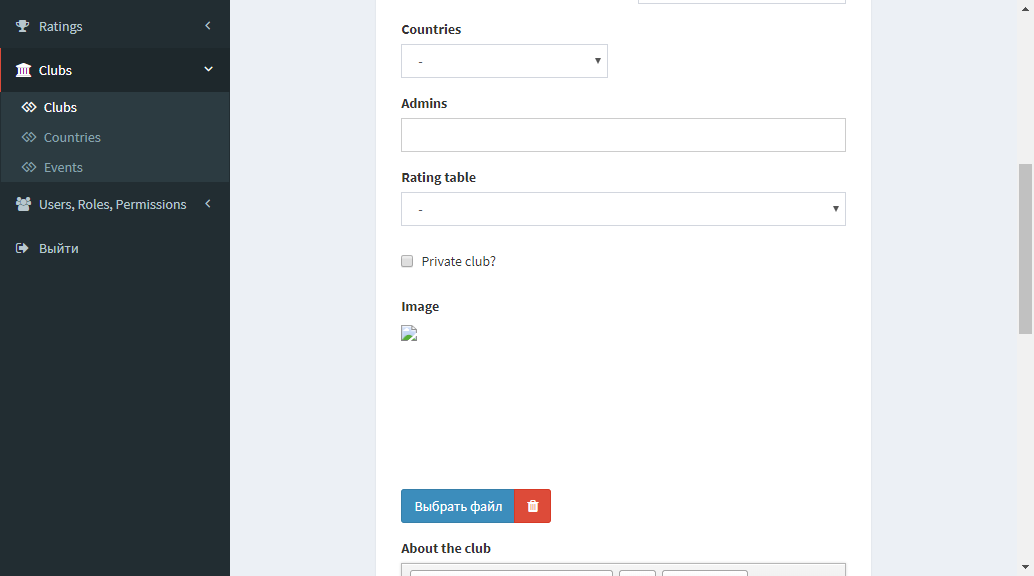 Ratings
Clubs
Clubs
Countries
Events
Users, Roles, Permissions
Выйти
Countries
-
Admins
Rating table
-
Private club?
Image
Выбрать файл
About the club